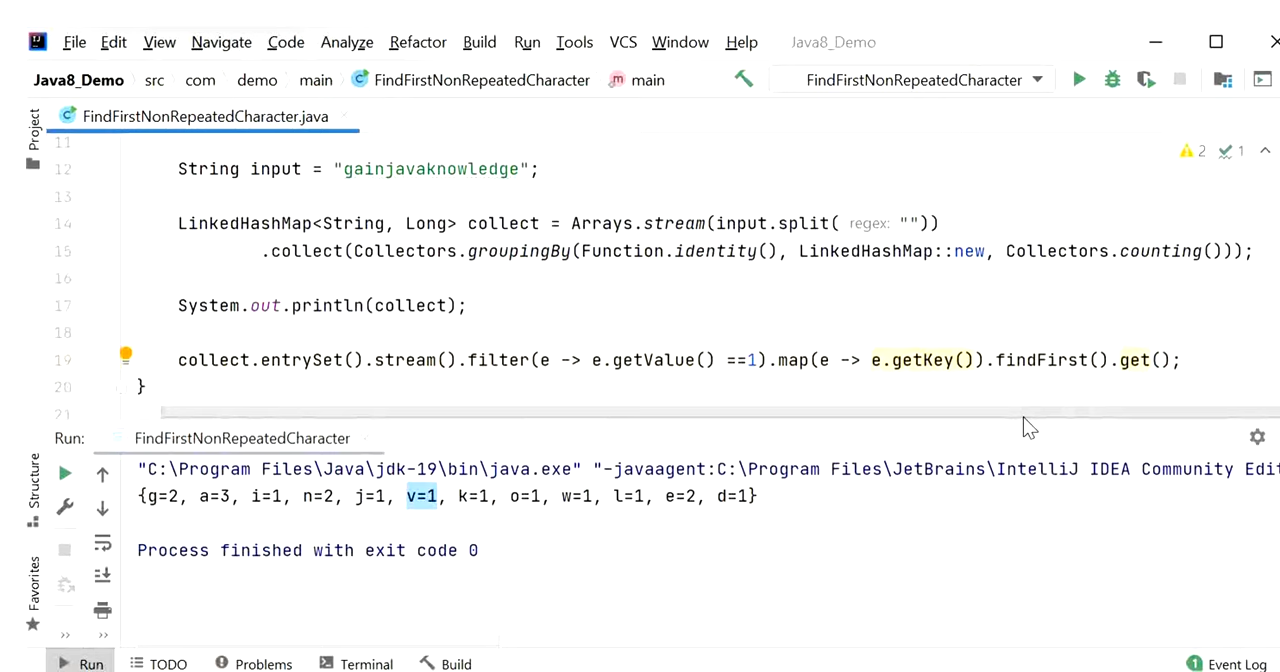 File Edit View Navigate Code Analyze Refactor Build Run Tools VCS Window Help Java8_Demo
Java8_Demo src com demo main FindFirstNonRepeatedCharacter main FindFirstNonRepeatedCharacter
Project
FindFirstNonRepeatedCharacter.java
11
2 1
12 String input = "gainjavaknowledge";
13
14 LinkedHashMap<String, Long> collect = Arrays.stream(input.split( regex: ""))
15 .collect(Collectors.groupingBy(Function.identity(), LinkedHashMap::new, Collectors.counting()));
16
17 System.out.println(collect);
18
19 collect.entrySet().stream().filter(e -> e.getValue() ==1).map(e -> e.getKey()).findFirst().get();
20 }
21
Run: FindFirstNonRepeatedCharacter
"C:\Program Files\Java\jdk-19\bin\java.exe" "-javaagent:C:\Program Files\JetBrains\IntelliJ IDEA Community Edit
{g=2, a=3, i=1, n=2, j=1, v=1, k=1, o=1, w=1, l=1, e=2, d=1}
Process finished with exit code 0
Structure
Favorites
Run TODO Problems Terminal Build 1 Event Log